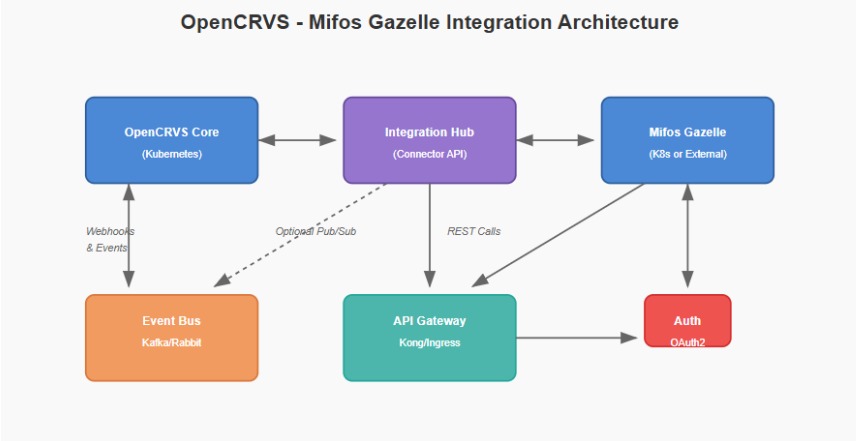 OpenCRVS - Mifos Gazelle Integration Architecture
OpenCRVS Core
(Kubernetes)
Integration Hub
(Connector API)
Mifos Gazelle
(K8s or External)
Webhooks
& Events
Optional Pub/Sub
REST Calls
Event Bus
Kafka/Rabbit
API Gateway
Kong/Ingress
Auth
OAuth2